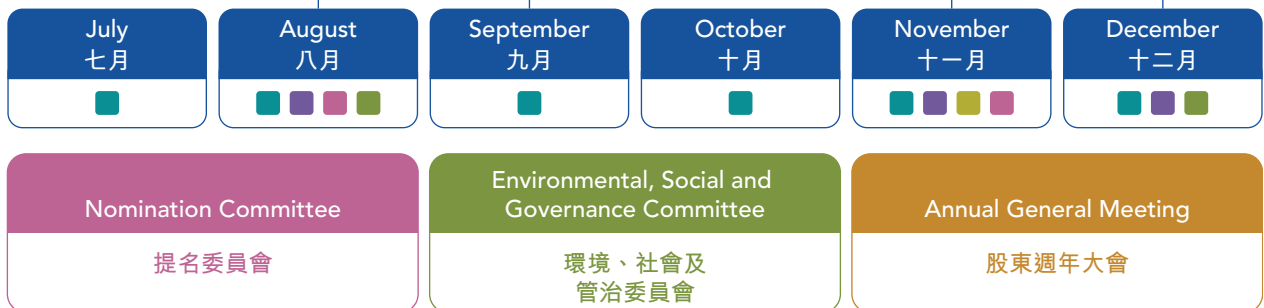 July
七月
August
八月
September
九月
October
十月
November
十一月
December
十二月
Nomination Committee
提名委員會
Environmental, Social and
Governance Committee
環境、社會及
管治委員會
Annual General Meeting
股東週年大會